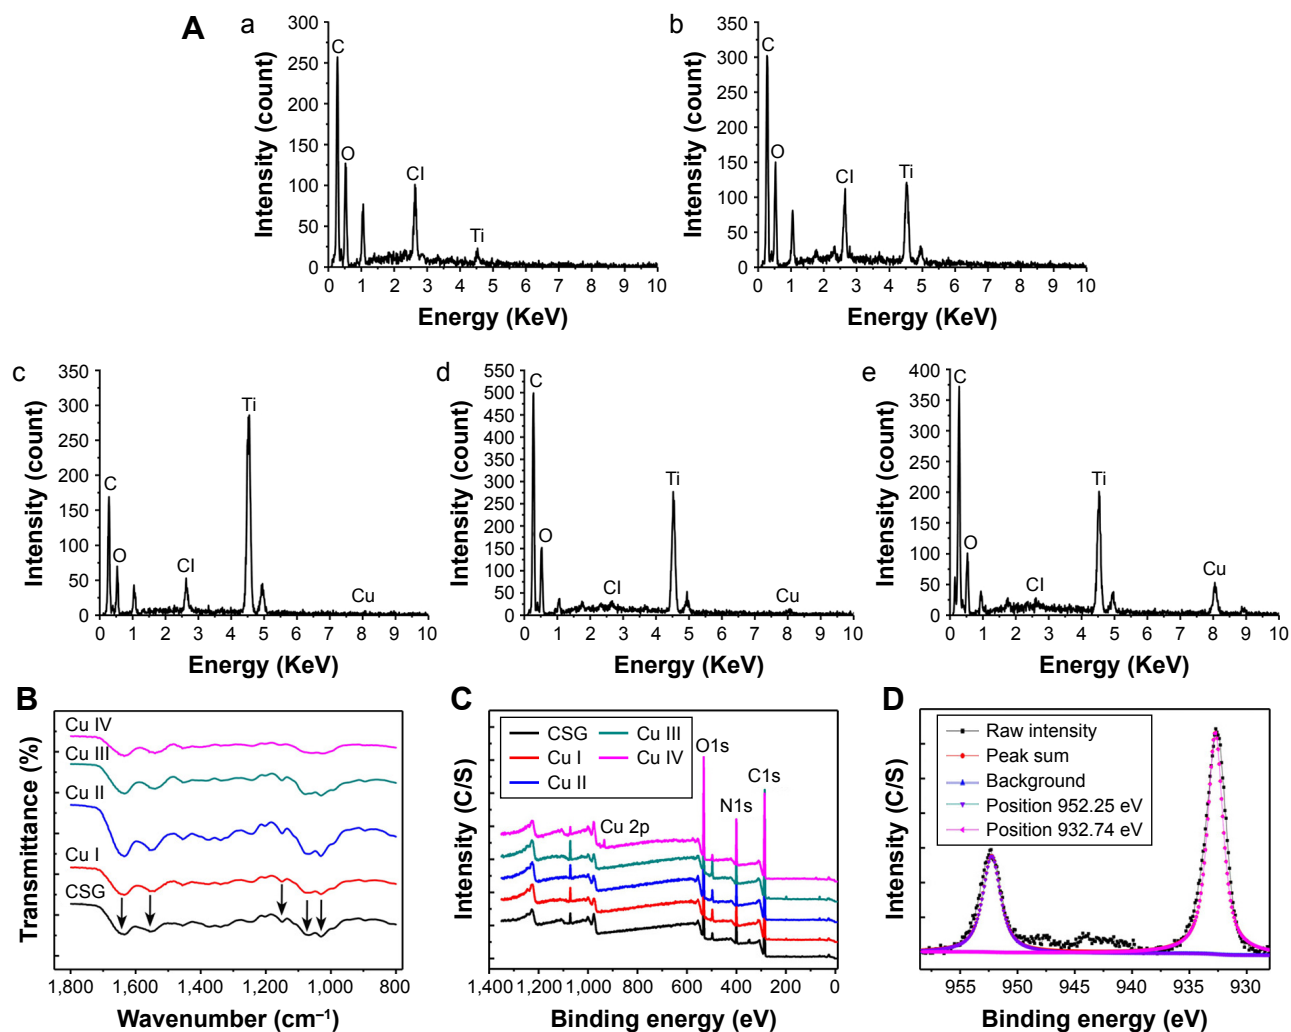 A
a
300
250
200
150
100
50
0
Intensity (count)
C
O
Cl
Ti
0 1 2 3 4 5 6 7 8 9 10
Energy (KeV)
b
350
300
250
200
150
100
50
0
Intensity (count)
C
O
Cl
Ti
0 1 2 3 4 5 6 7 8 9 10
Energy (KeV)
c
350
300
250
200
150
100
50
0
Intensity (count)
C
O
Cl
Ti
Cu
0 1 2 3 4 5 6 7 8 9 10
Energy (KeV)
d
550
500
450
400
350
300
250
200
150
100
50
0
Intensity (count)
C
O
Cl
Ti
Cu
0 1 2 3 4 5 6 7 8 9 10
Energy (KeV)
e
400
350
300
250
200
150
100
50
0
Intensity (count)
C
O
Cl
Ti
Cu
0 1 2 3 4 5 6 7 8 9 10
Energy (KeV)
B
Transmittance (%)
Cu IV
Cu III
Cu II
Cu I
CSG
1,800 1,600 1,400 1,200 1,000 800
Wavenumber (cm⁻¹)
C
Intensity (C/S)
CSG
Cu I
Cu II
Cu III
Cu IV
Cu 2p
O1s
N1s
C1s
1,400 1,200 1,000 800 600 400 200 0
Binding energy (eV)
D
Intensity (C/S)
Raw intensity
Peak sum
Background
Position 952.25 eV
Position 932.74 eV
955 950 945 940 935 930
Binding energy (eV)